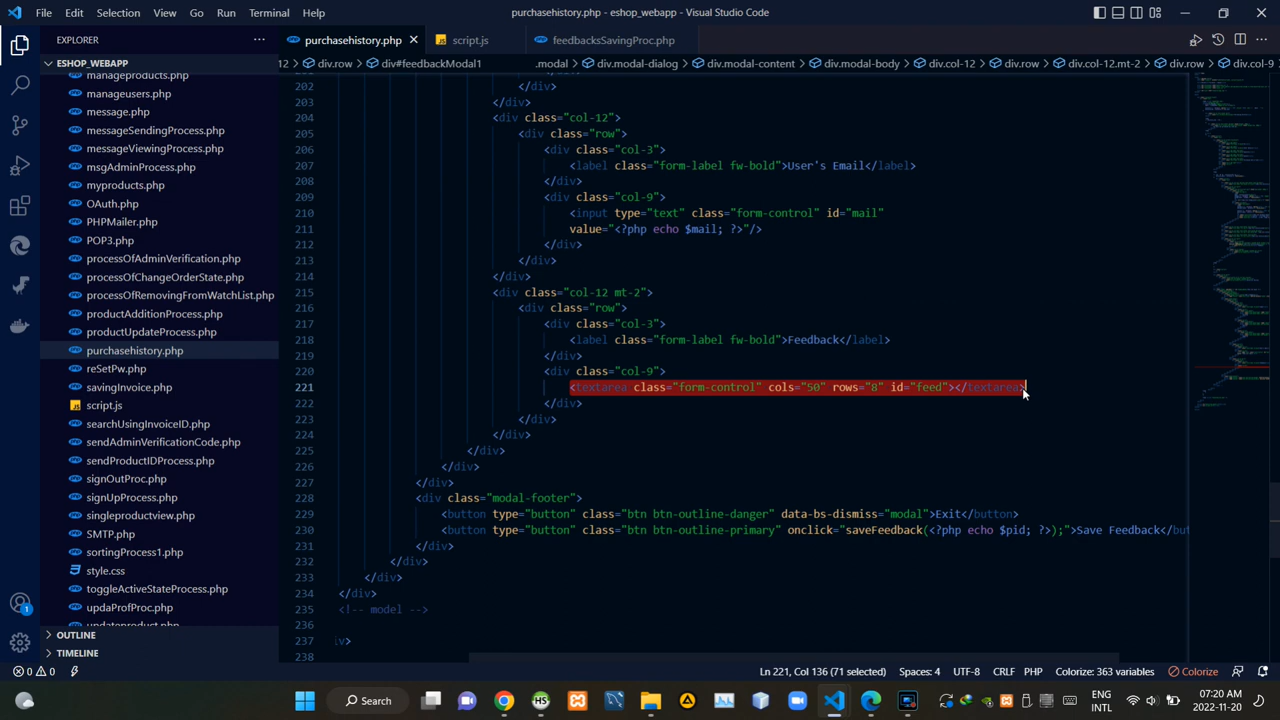 File Edit Selection View Go Run Terminal Help purchasehistory.php - eshop_webapp - Visual Studio Code
EXPLORER
purchasehistory.php script.js feedbacksSavingProc.php
ESHOP_WEBAPP
12 div.row div#feedbackModal1 .modal div.modal-dialog div.modal-content div.modal-body div.col-12 div.row div.col-12.mt-2 div.row div.col-9
manageproducts.php
manageusers.php
message.php
messageSendingProcess.php
messageViewingProcess.php
msgAdminProcess.php
myproducts.php
OAuth.php
PHPMailer.php
POP3.php
processOfAdminVerification.php
processOfChangeOrderState.php
processOfRemovingFromWatchList.php
productAdditionProcess.php
productUpdateProcess.php
purchasehistory.php
reSetPw.php
savingInvoice.php
script.js
searchUsingInvoiceID.php
sendAdminVerificationCode.php
sendProductIDProcess.php
signOutProc.php
signUpProcess.php
singleproductview.php
SMTP.php
sortingProcess1.php
style.css
toggleActiveStateProcess.php
updaProfProc.php
updateproduct.php
OUTLINE
TIMELINE
202 </div>
203 </div>
204 <div class="col-12">
205 <div class="row">
206 <div class="col-3">
207 <label class="form-label fw-bold">User's Email</label>
208 </div>
209 <div class="col-9">
210 <input type="text" class="form-control" id="mail"
211 value="<?php echo $mail; ?>"/>
212 </div>
213 </div>
214 </div>
215 <div class="col-12 mt-2">
216 <div class="row">
217 <div class="col-3">
218 <label class="form-label fw-bold">Feedback</label>
219 </div>
220 <div class="col-9">
221 <textarea class="form-control" cols="50" rows="8" id="feed"></textarea>
222 </div>
223 </div>
224 </div>
225 </div>
226 </div>
227 </div>
228 <div class="modal-footer">
229 <button type="button" class="btn btn-outline-danger" data-bs-dismiss="modal">Exit</button>
230 <button type="button" class="btn btn-outline-primary" onclick="saveFeedback(<?php echo $pid; ?>);">Save Feedback</but
231 </div>
232 </div>
233 </div>
234 </div>
235 <!-- model -->
236
237 iv>
238
0 0 Ln 221, Col 136 (71 selected) Spaces: 4 UTF-8 CRLF PHP Colorize: 363 variables Colorize
1
Search
ENG
INTL
07:20 AM
2022-11-20